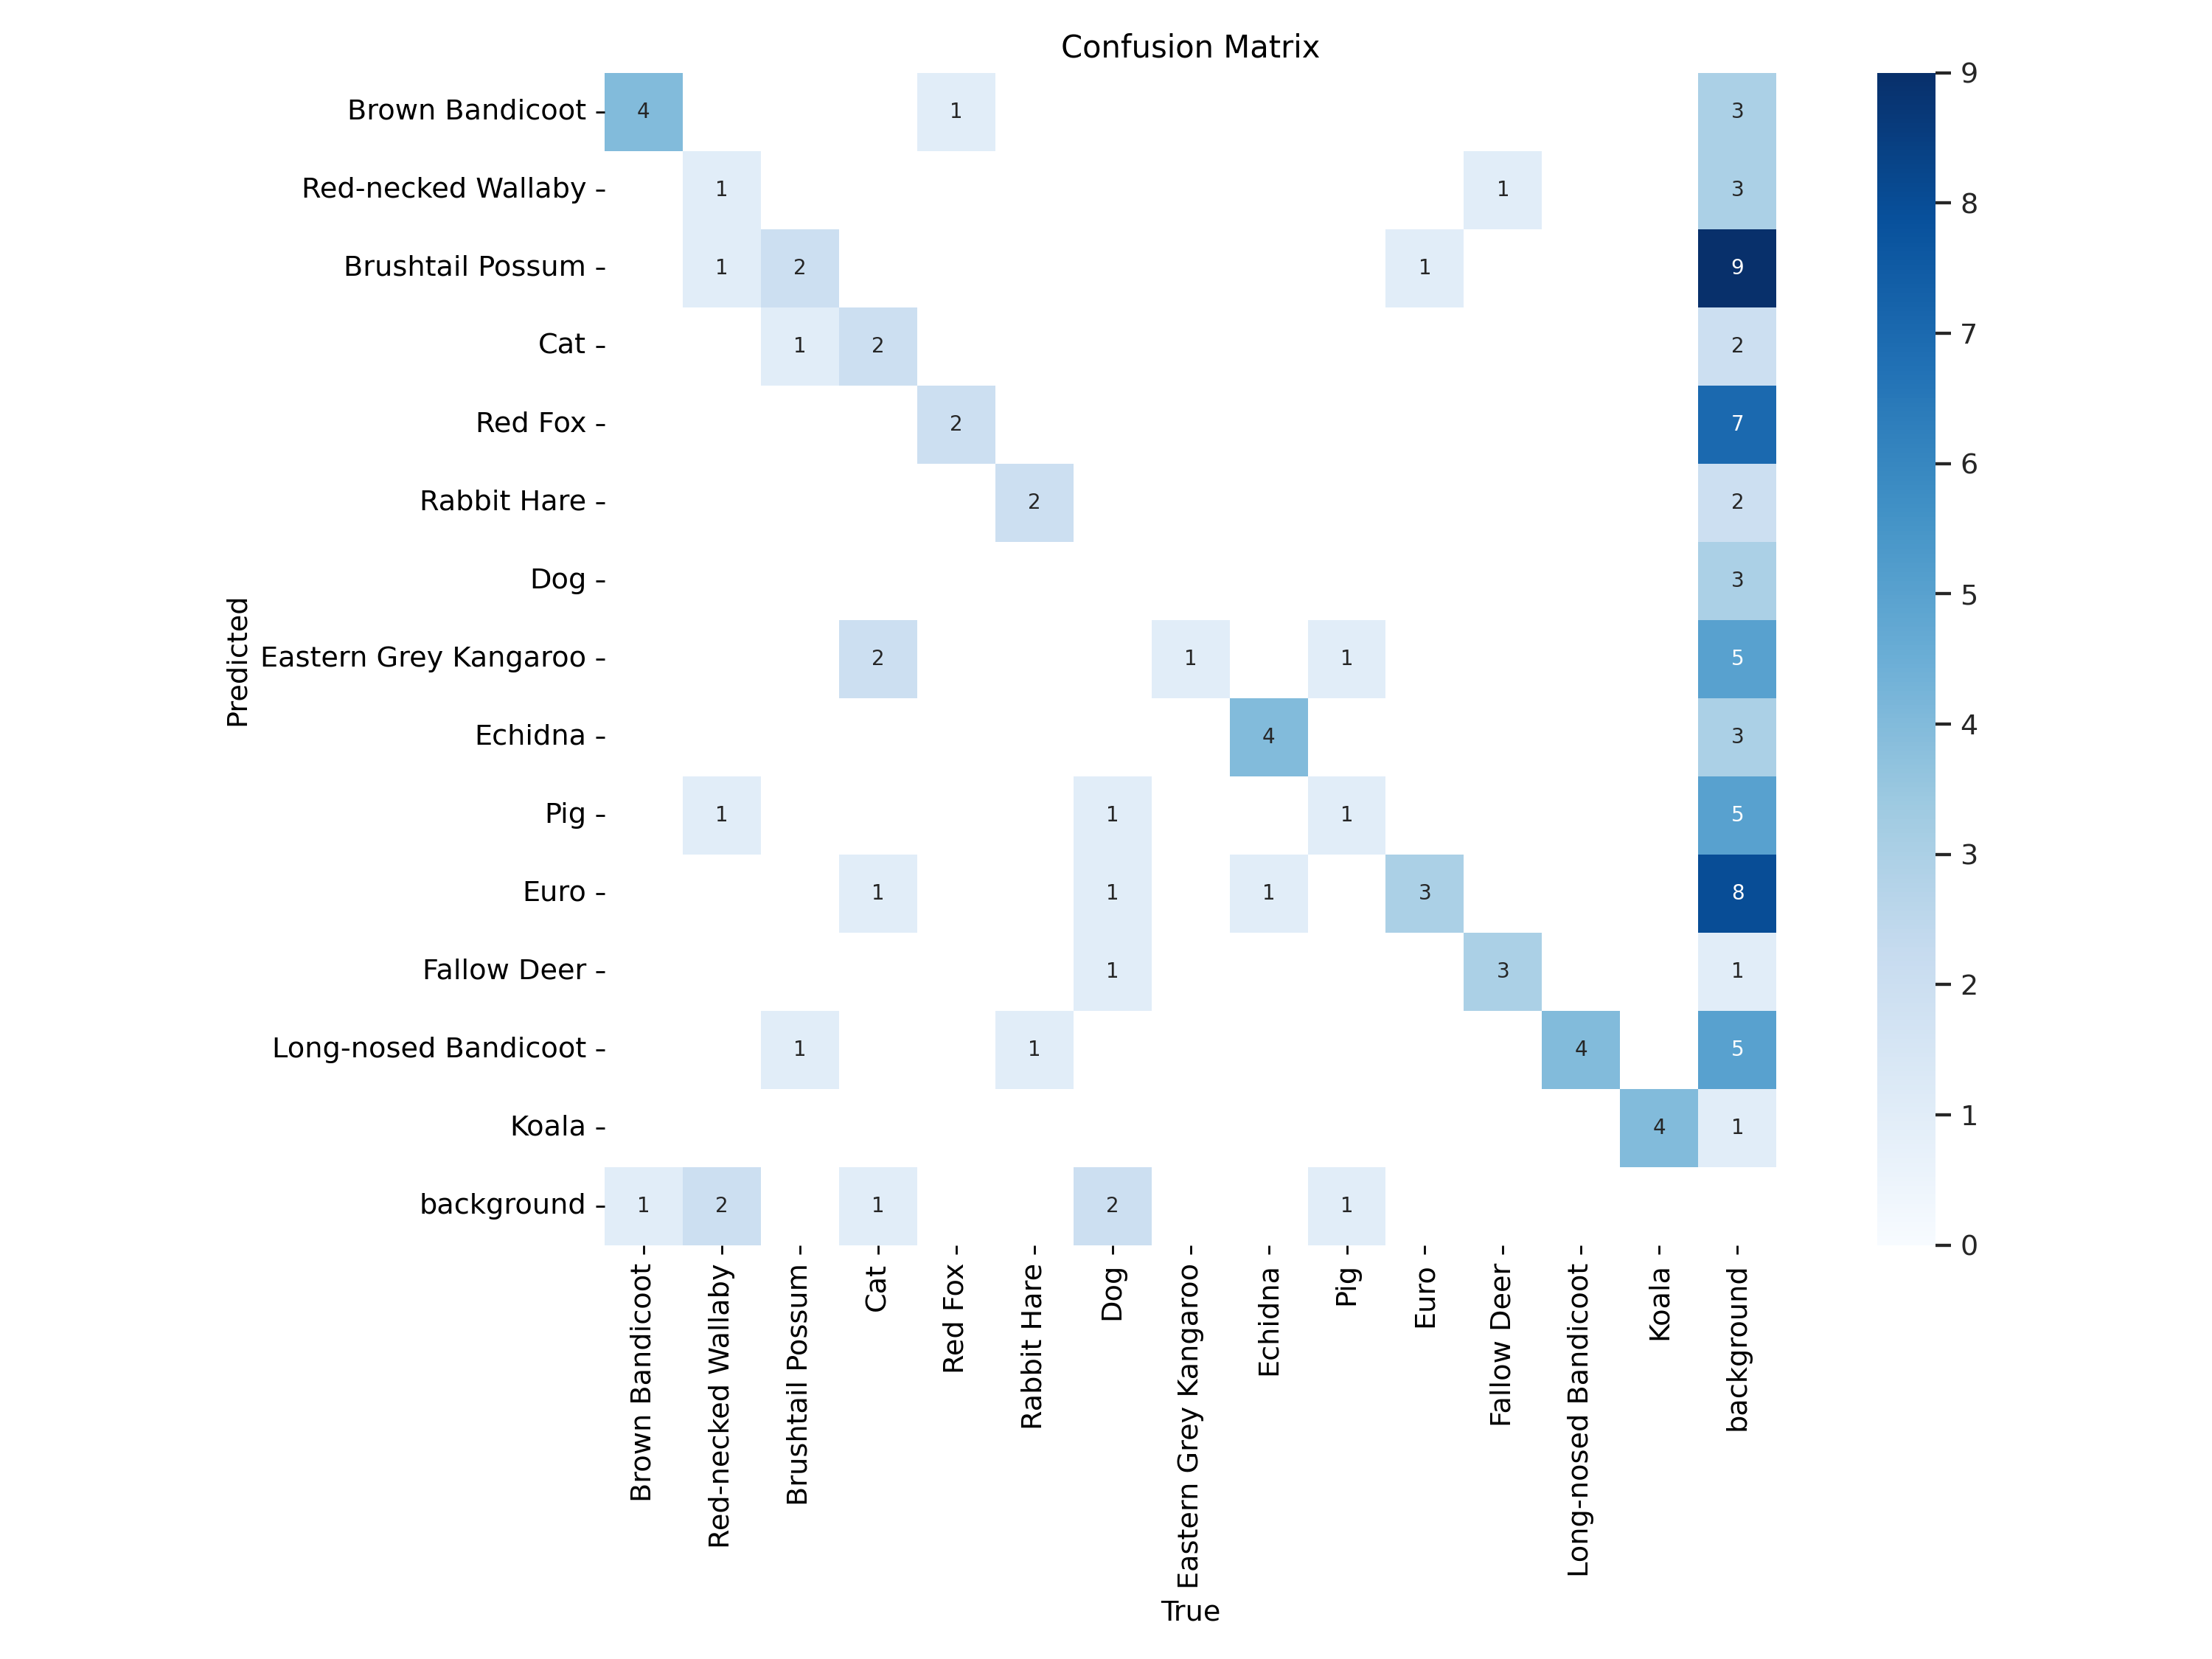 Confusion Matrix
Brown Bandicoot 4 1 3
Red-necked Wallaby 1 1 3
Brushtail Possum 1 2 1 9
Cat 1 2 2
Red Fox 2 7
Rabbit Hare 2 2
Dog 3
Eastern Grey Kangaroo 2 1 1 5
Echidna 4 3
Pig 1 1 1 5
Euro 1 1 1 3 8
Fallow Deer 1 3 1
Long-nosed Bandicoot 1 1 4 5
Koala 4 1
background 1 2 1 2 1
Predicted
Brown Bandicoot
Red-necked Wallaby
Brushtail Possum
Cat
Red Fox
Rabbit Hare
Dog
Eastern Grey Kangaroo
Echidna
Pig
Euro
Fallow Deer
Long-nosed Bandicoot
Koala
background
True
9
8
7
6
5
4
3
2
1
0